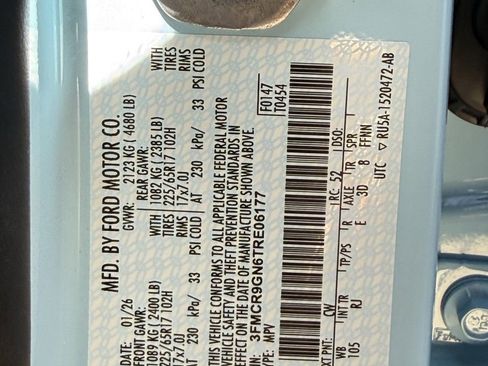 MFD. BY FORD MOTOR CO.
DATE: 01/26 GVWR: 2123 KG ( 4680 LB)
FRONT GAWR: REAR GAWR:
1089 KG ( 2400 LB) 1082 KG ( 2385 LB) WITH
225/65R17 102H 225/65R17 102H TIRES
17x7.0J 17x7.0J RIMS
AT 230 kPa/ 33 PSI COLD AT 230 kPa/ 33 PSI COLD
THIS VEHICLE CONFORMS TO ALL APPLICABLE FEDERAL MOTOR
VEHICLE SAFETY AND THEFT PREVENTION STANDARDS IN
EFFECT ON THE DATE OF MANUFACTURE SHOWN ABOVE.
VIN: 3FMCR9GN6TRE06177 F0147
TYPE: MPV T0454
EXT PNT: CW RC: 52 DSO:
WB INT TR TP/PS R AXLE TR SPR
105 RJ E 3D 8 FFNN
UTC ▽ RU5A-1520472-AB